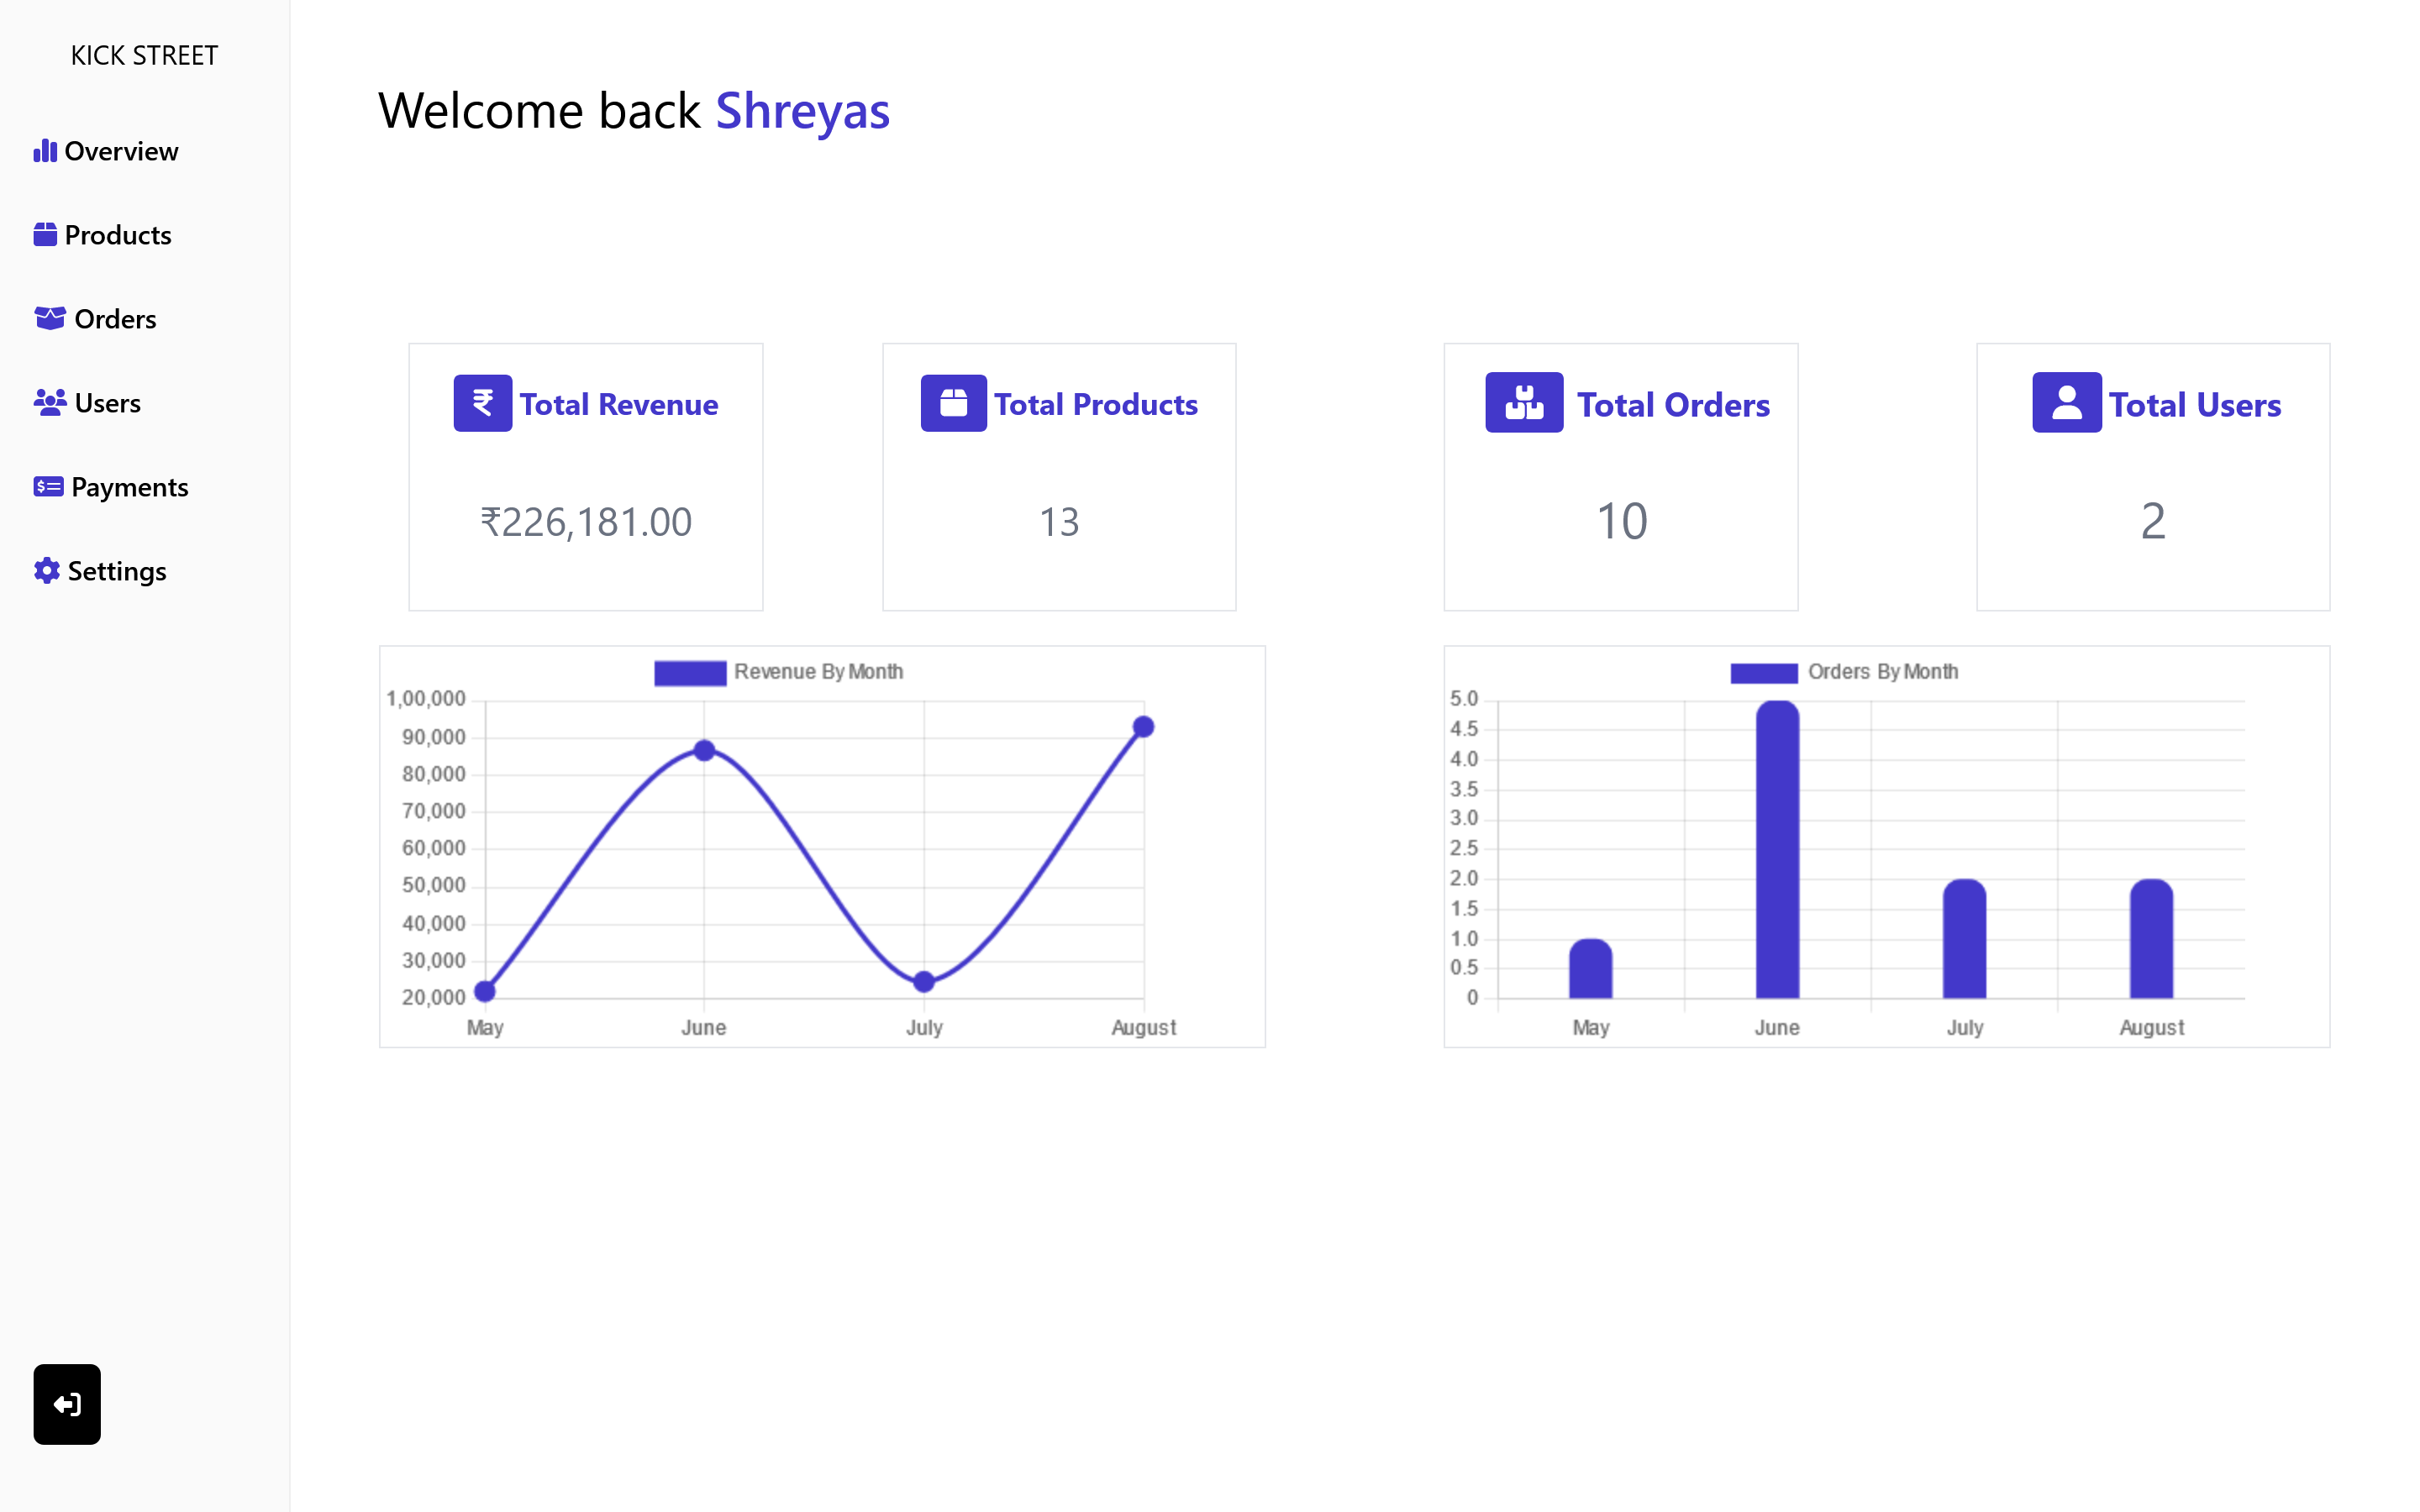 KICK STREET
Overview
Products
Orders
Users
Payments
Settings
Welcome back Shreyas
Total Revenue
₹226,181.00
Total Products
13
Total Orders
10
Total Users
2
Revenue By Month
1,00,000
90,000
80,000
70,000
60,000
50,000
40,000
30,000
20,000
May June July August
Orders By Month
5.0
4.5
4.0
3.5
3.0
2.5
2.0
1.5
1.0
0.5
0
May June July August